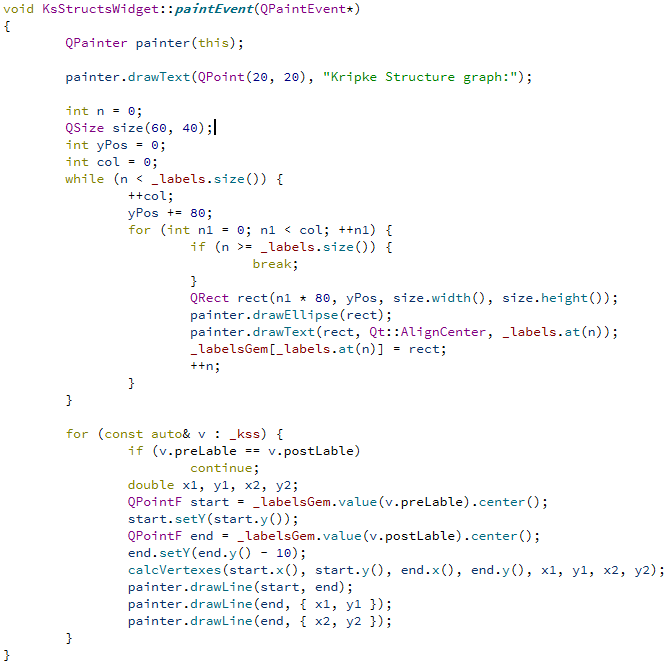 void KsStructsWidget::paintEvent(QPaintEvent*)
{
        QPainter painter(this);

        painter.drawText(QPoint(20, 20), "Kripke Structure graph:");

        int n = 0;
        QSize size(60, 40);
        int yPos = 0;
        int col = 0;
        while (n < _labels.size()) {
                ++col;
                yPos += 80;
                for (int n1 = 0; n1 < col; ++n1) {
                        if (n >= _labels.size()) {
                                break;
                        }
                        QRect rect(n1 * 80, yPos, size.width(), size.height());
                        painter.drawEllipse(rect);
                        painter.drawText(rect, Qt::AlignCenter, _labels.at(n));
                        _labelsGem[_labels.at(n)] = rect;
                        ++n;
                }
        }

        for (const auto& v : _kss) {
                if (v.preLable == v.postLable)
                        continue;
                double x1, y1, x2, y2;
                QPointF start = _labelsGem.value(v.preLable).center();
                start.setY(start.y());
                QPointF end = _labelsGem.value(v.postLable).center();
                end.setY(end.y() - 10);
                calcVertexes(start.x(), start.y(), end.x(), end.y(), x1, y1, x2, y2);
                painter.drawLine(start, end);
                painter.drawLine(end, { x1, y1 });
                painter.drawLine(end, { x2, y2 });
        }
}